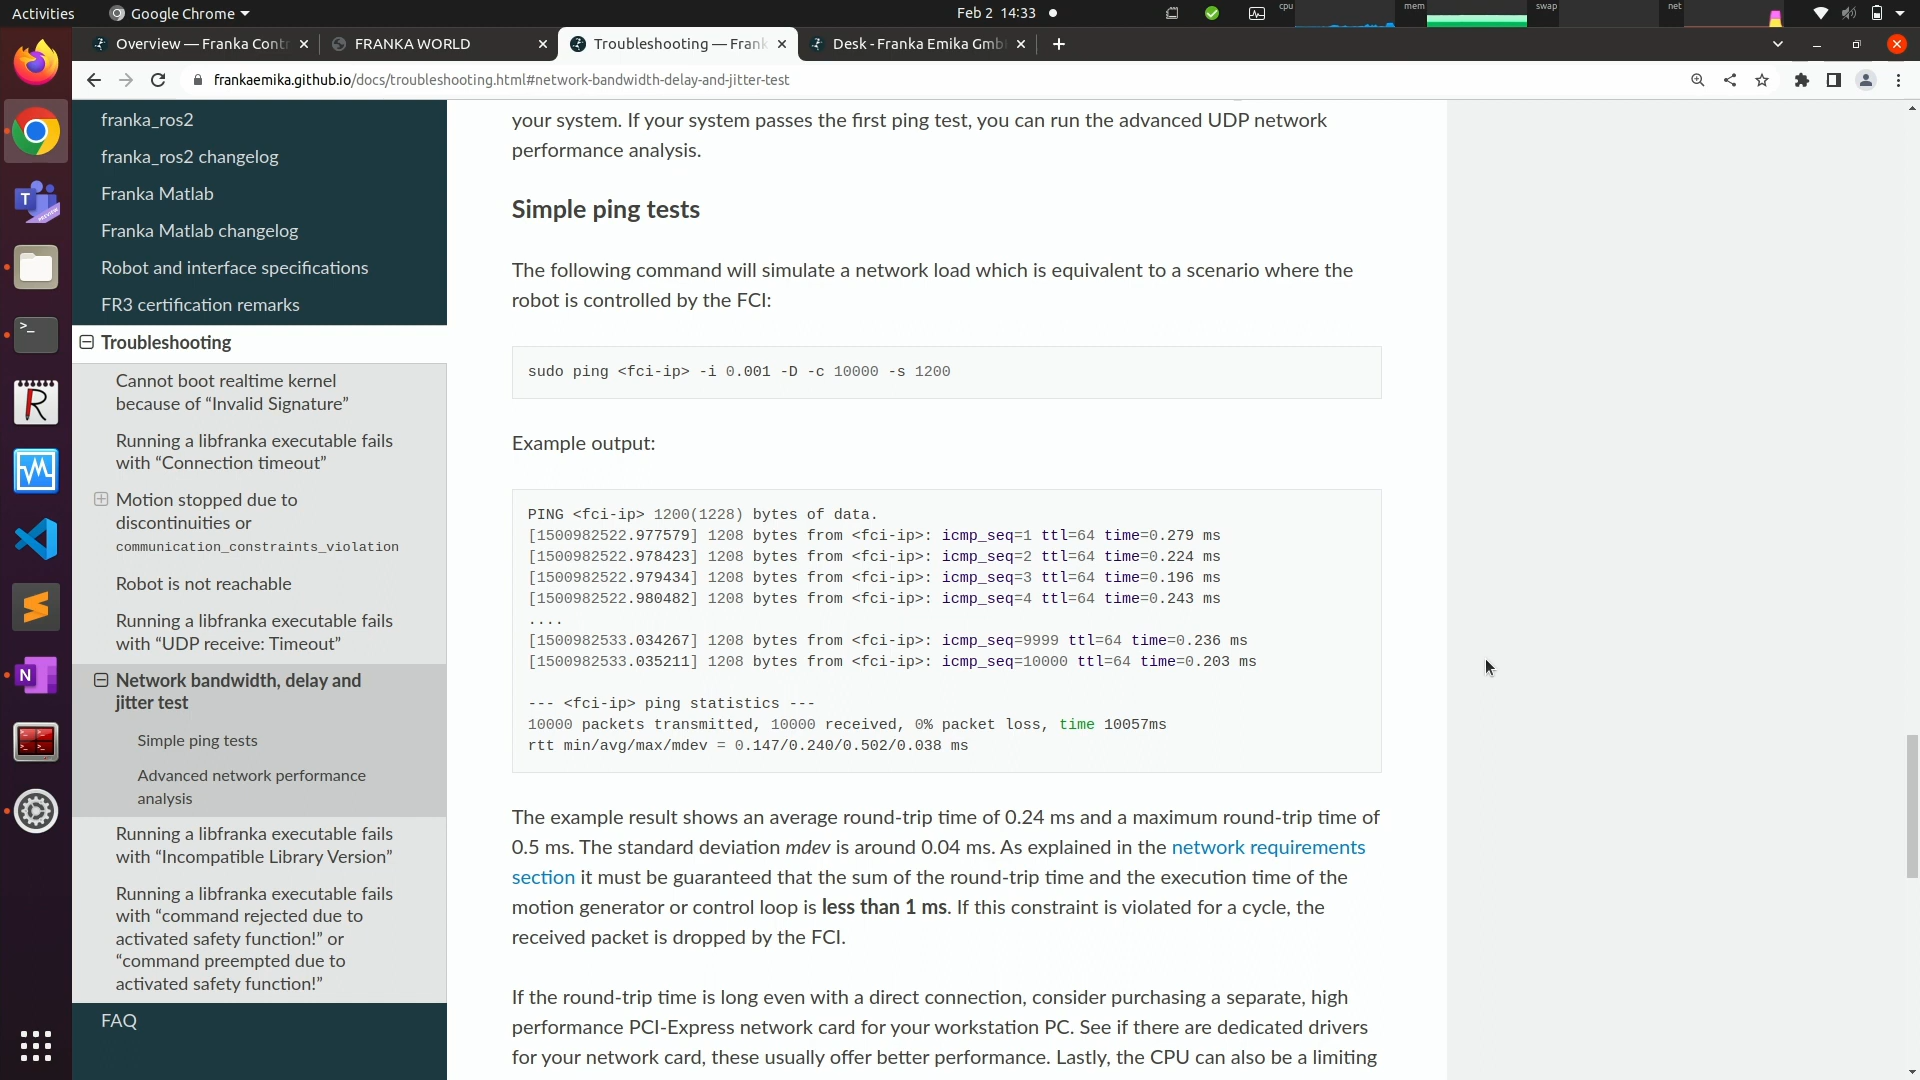 Activities
Google Chrome
Feb 2 14:33
cpu
mem
swap
net
Overview — Franka Cont
FRANKA WORLD
Troubleshooting — Frank
Desk - Franka Emika Gmb
frankaemika.github.io/docs/troubleshooting.html#network-bandwidth-delay-and-jitter-test
franka_ros2
franka_ros2 changelog
Franka Matlab
Franka Matlab changelog
Robot and interface specifications
FR3 certification remarks
Troubleshooting
Cannot boot realtime kernel
because of “Invalid Signature”
Running a libfranka executable fails
with “Connection timeout”
Motion stopped due to
discontinuities or
communication_constraints_violation
Robot is not reachable
Running a libfranka executable fails
with “UDP receive: Timeout”
Network bandwidth, delay and
jitter test
Simple ping tests
Advanced network performance
analysis
Running a libfranka executable fails
with “Incompatible Library Version”
Running a libfranka executable fails
with “command rejected due to
activated safety function!” or
“command preempted due to
activated safety function!”
FAQ
your system. If your system passes the first ping test, you can run the advanced UDP network
performance analysis.
Simple ping tests
The following command will simulate a network load which is equivalent to a scenario where the
robot is controlled by the FCI:
sudo ping <fci-ip> -i 0.001 -D -c 10000 -s 1200
Example output:
PING <fci-ip> 1200(1228) bytes of data.
[1500982522.977579] 1208 bytes from <fci-ip>: icmp_seq=1 ttl=64 time=0.279 ms
[1500982522.978423] 1208 bytes from <fci-ip>: icmp_seq=2 ttl=64 time=0.224 ms
[1500982522.979434] 1208 bytes from <fci-ip>: icmp_seq=3 ttl=64 time=0.196 ms
[1500982522.980482] 1208 bytes from <fci-ip>: icmp_seq=4 ttl=64 time=0.243 ms
....
[1500982533.034267] 1208 bytes from <fci-ip>: icmp_seq=9999 ttl=64 time=0.236 ms
[1500982533.035211] 1208 bytes from <fci-ip>: icmp_seq=10000 ttl=64 time=0.203 ms
--- <fci-ip> ping statistics ---
10000 packets transmitted, 10000 received, 0% packet loss, time 10057ms
rtt min/avg/max/mdev = 0.147/0.240/0.502/0.038 ms
The example result shows an average round-trip time of 0.24 ms and a maximum round-trip time of
0.5 ms. The standard deviation mdev is around 0.04 ms. As explained in the network requirements
section it must be guaranteed that the sum of the round-trip time and the execution time of the
motion generator or control loop is less than 1 ms. If this constraint is violated for a cycle, the
received packet is dropped by the FCI.
If the round-trip time is long even with a direct connection, consider purchasing a separate, high
performance PCI-Express network card for your workstation PC. See if there are dedicated drivers
for your network card, these usually offer better performance. Lastly, the CPU can also be a limiting